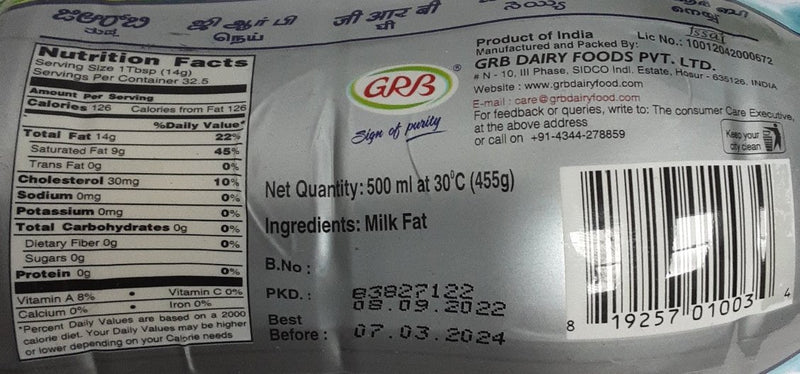 ஜி ஆர் பி
நெய்
जी आर बी
घी
Nutrition Facts
Serving Size 1Tbsp (14g)
Servings Per Container 32.5
Amount Per Serving
Calories 126 Calories from Fat 126
%Daily Value*
Total Fat 14g 22%
Saturated Fat 9g 45%
Trans Fat 0g 0%
Cholesterol 30mg 10%
Sodium 0mg 0%
Potassium 0mg 0%
Total Carbohydrates 0g 0%
Dietary Fiber 0g 0%
Sugars 0g
Protein 0g 0%
Vitamin A 8% • Vitamin C 0%
Calcium 0% • Iron 0%
*Percent Daily Values are based on a 2000
calorie diet. Your Daily Values may be higher
or lower depending on your Calorie needs
GRB ®
Sign of purity
Net Quantity: 500 ml at 30°C (455g)
Ingredients: Milk Fat
B.No :
PKD. : 83827122
08.09.2022
Best
Before : 07.03.2024
Product of India
Manufactured and Packed By:
Lic No.: 10012042000672
GRB DAIRY FOODS PVT. LTD.
# N - 10, III Phase, SIDCO Indl. Estate, Hosur - 635126. INDIA
Website : www.grbdairyfood.com
E-mail : care@grbdairyfood.com
For feedback or queries, write to: The consumer Care Executive,
at the above address
or call on +91-4344-278859
Keep your
city clean
8 19257 01003 4